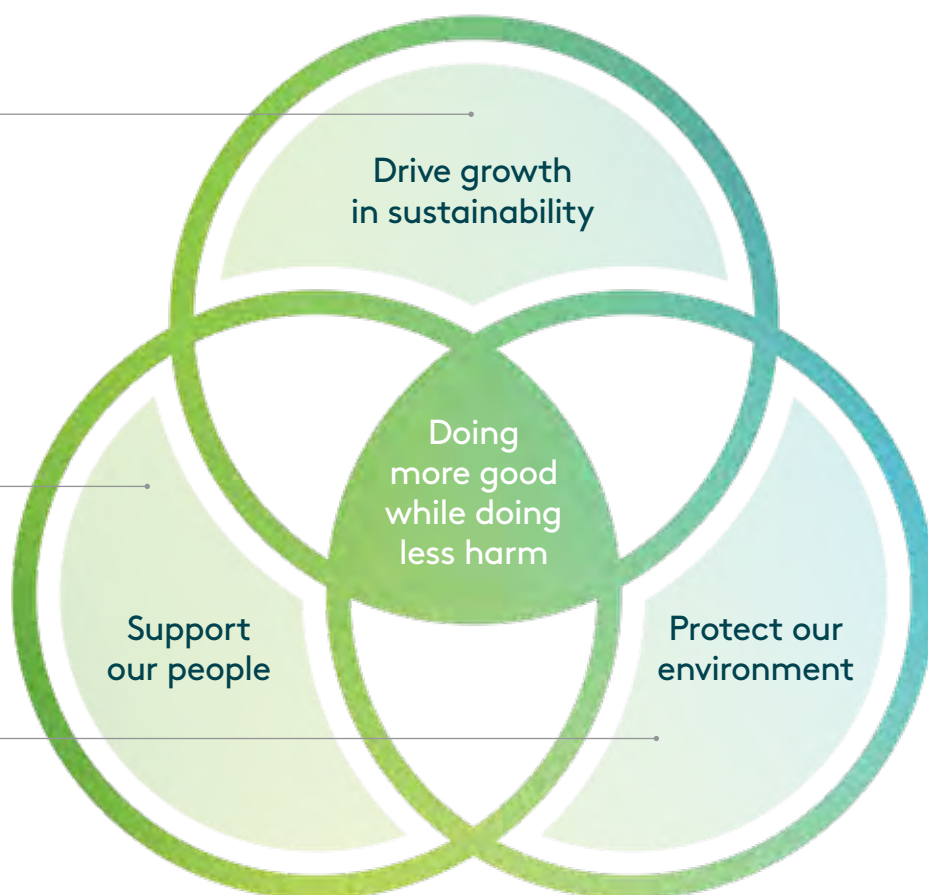 Drive growth
in sustainability
Doing
more good
while doing
less harm
Support
our people
Protect our
environment